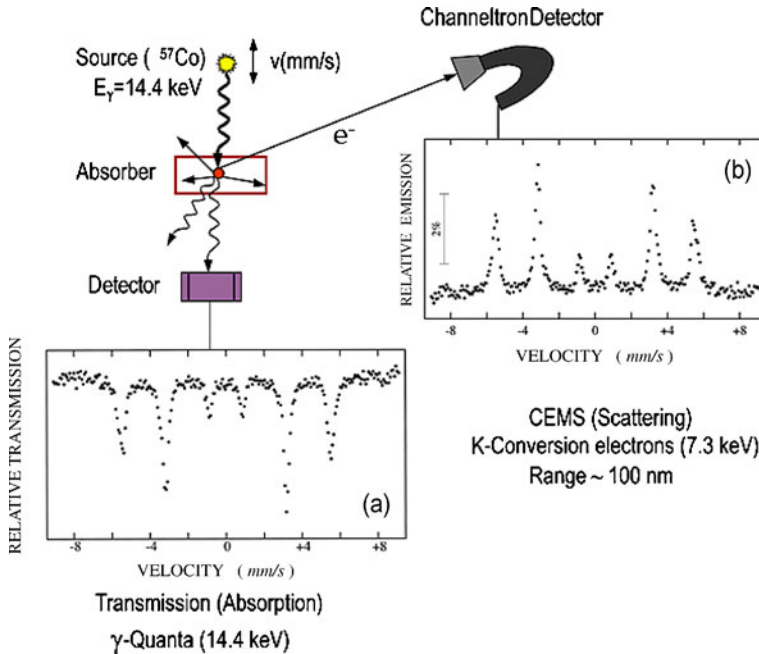 Channeltron Detector
Source ( ⁵⁷Co)
Eγ=14.4 keV
v(mm/s)
e⁻
Absorber
Detector
(b)
RELATIVE EMISSION
2%
-8 -4 0 +4 +8
VELOCITY ( mm/s )
CEMS (Scattering)
K-Conversion electrons (7.3 keV)
Range ~ 100 nm
(a)
RELATIVE TRANSMISSION
-8 -4 0 +4 +8
VELOCITY ( mm/s )
Transmission (Absorption)
γ-Quanta (14.4 keV)